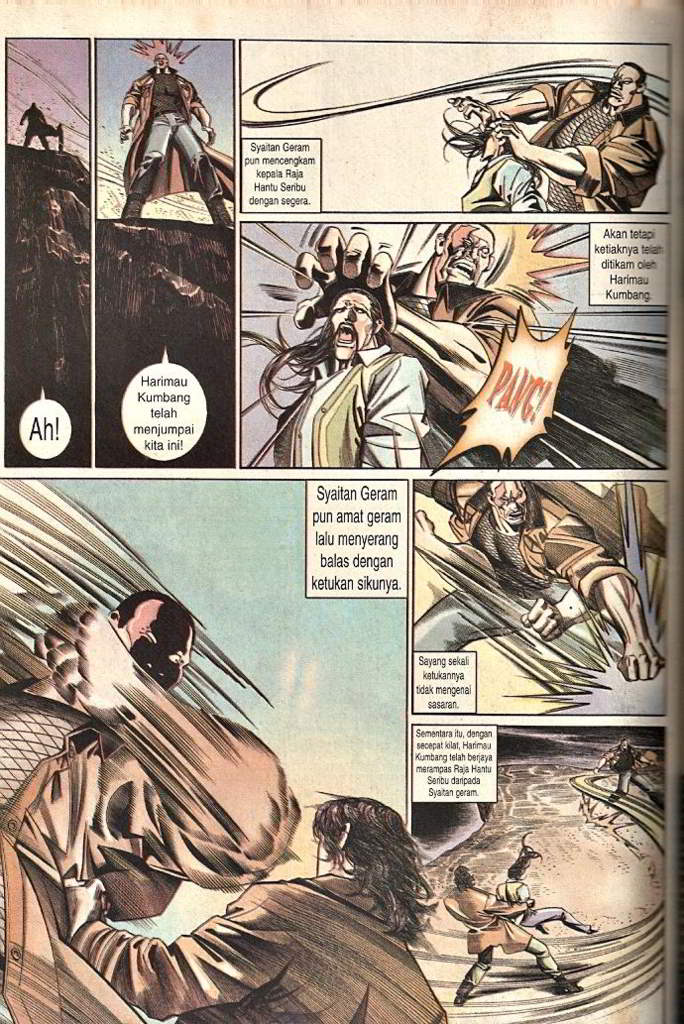 Ah!
Harimau
Kumbang
telah
menjumpai
kita ini!
Syaitan Geram
pun mencengkam
kepala Raja
Hantu Seribu
dengan segera.
Akan tetapi
ketiaknya telah
ditikam oleh
Harimau
Kumbang.
PANG!
Syaitan Geram
pun amat geram
lalu menyerang
balas dengan
ketukan sikunya.
Sayang sekali
ketukannya
tidak mengenai
sasaran.
Sementara itu, dengan
secepat kilat, Harimau
Kumbang telah berjaya
merampas Raja Hantu
Seribu daripada
Syaitan geram.